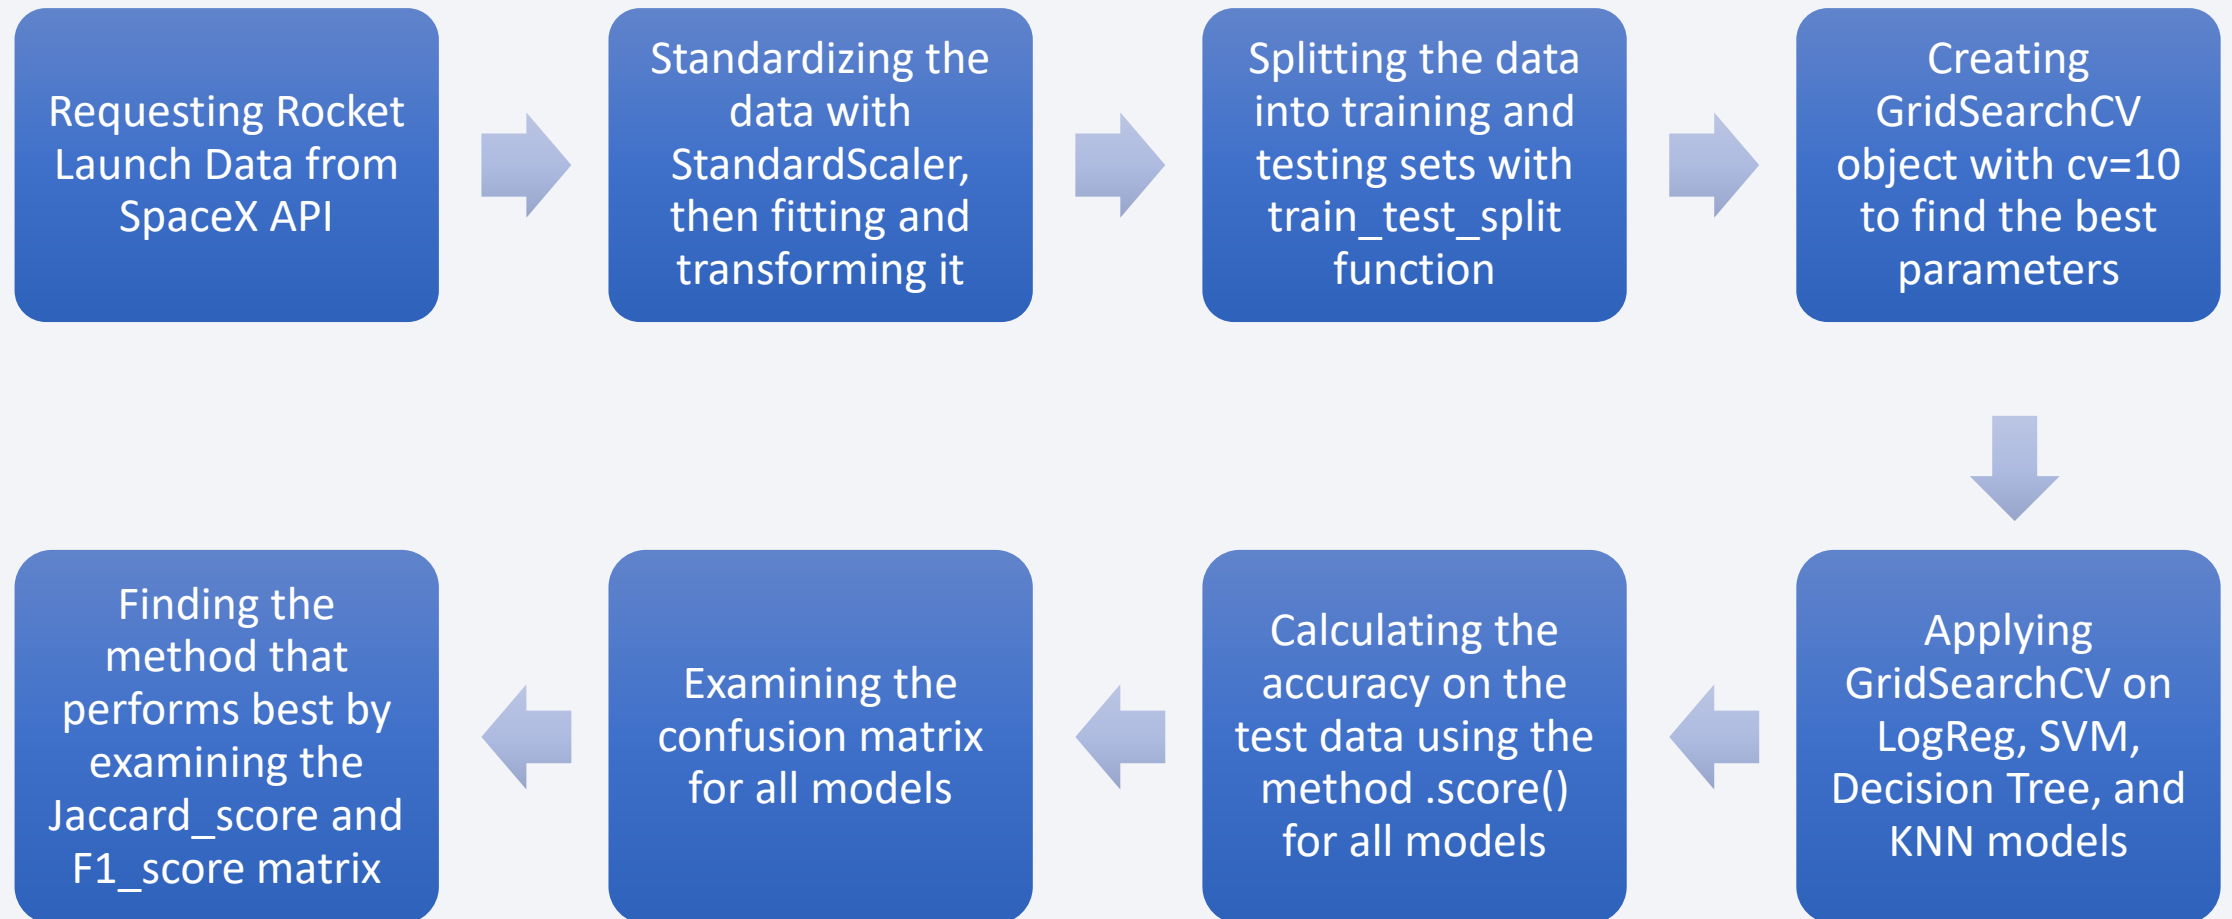 Requesting Rocket
Launch Data from
SpaceX API
Standardizing the
data with
StandardScaler,
then fitting and
transforming it
Splitting the data
into training and
testing sets with
train_test_split
function
Creating
GridSearchCV
object with cv=10
to find the best
parameters
Applying
GridSearchCV on
LogReg, SVM,
Decision Tree, and
KNN models
Calculating the
accuracy on the
test data using the
method .score()
for all models
Examining the
confusion matrix
for all models
Finding the
method that
performs best by
examining the
Jaccard_score and
F1_score matrix